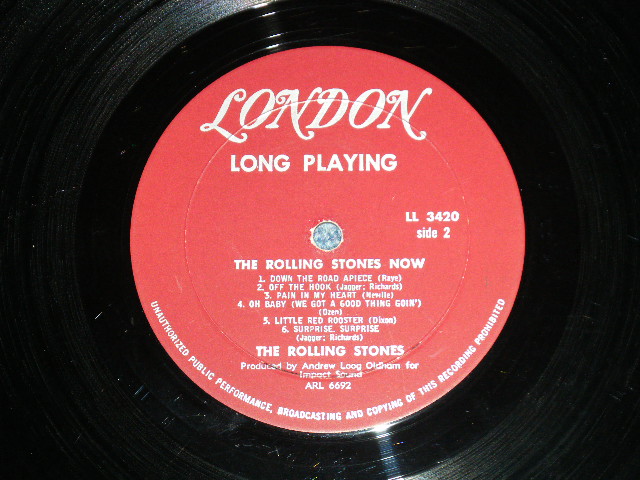 LONDON
LONG PLAYING
LL 3420
side 2
THE ROLLING STONES NOW
1. DOWN THE ROAD APIECE (Raye)
2. OFF THE HOOK (Jagger; Richards)
3. PAIN IN MY HEART (Neville)
4. OH BABY (WE GOT A GOOD THING GOIN')
(Ozen)
5. LITTLE RED ROOSTER (Dixon)
6. SURPRISE, SURPRISE
(Jagger; Richards)
THE ROLLING STONES
Produced by Andrew Loog Oldham for
Impact Sound
ARL 6692
UNAUTHORIZED PUBLIC PERFORMANCE, BROADCASTING AND COPYING OF THIS RECORDING PROHIBITED